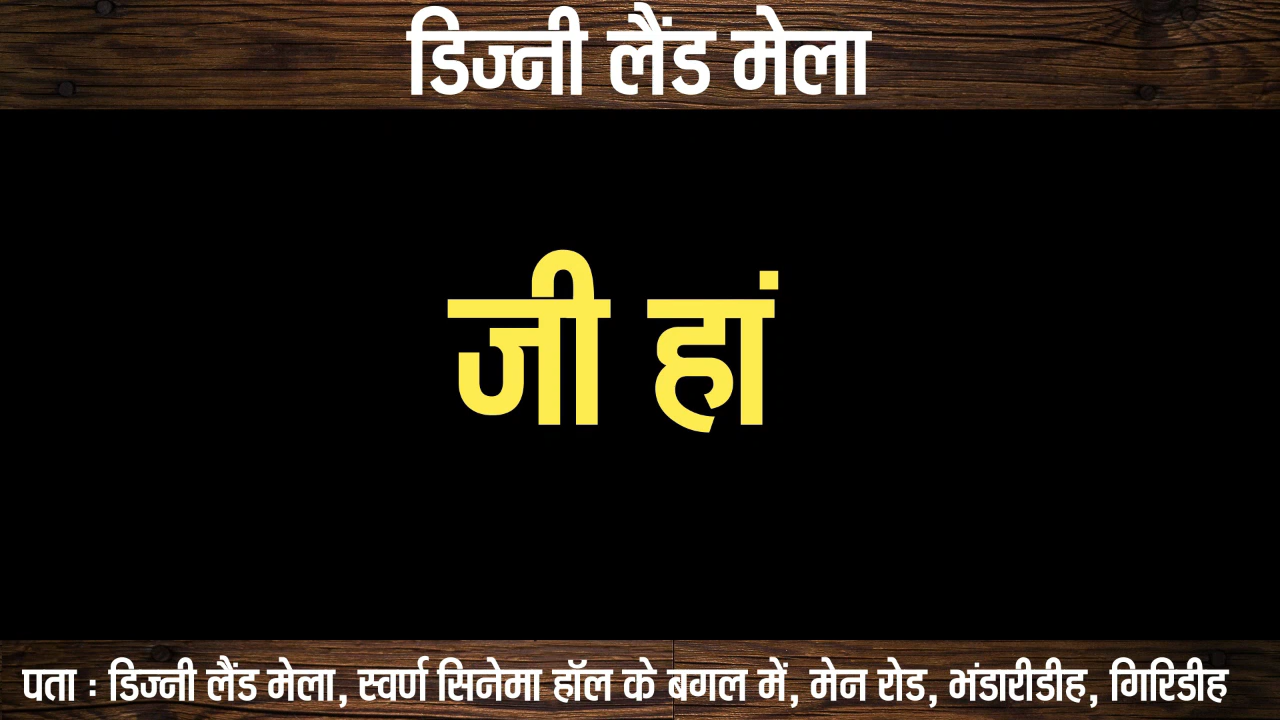 डिज्नी लैंड मेला
जी हां
पता : डिज्नी लैंड मेला, स्वर्ण सिनेमा हॉल के बगल में, मेन रोड, भंडारीडीह, गिरिडीह